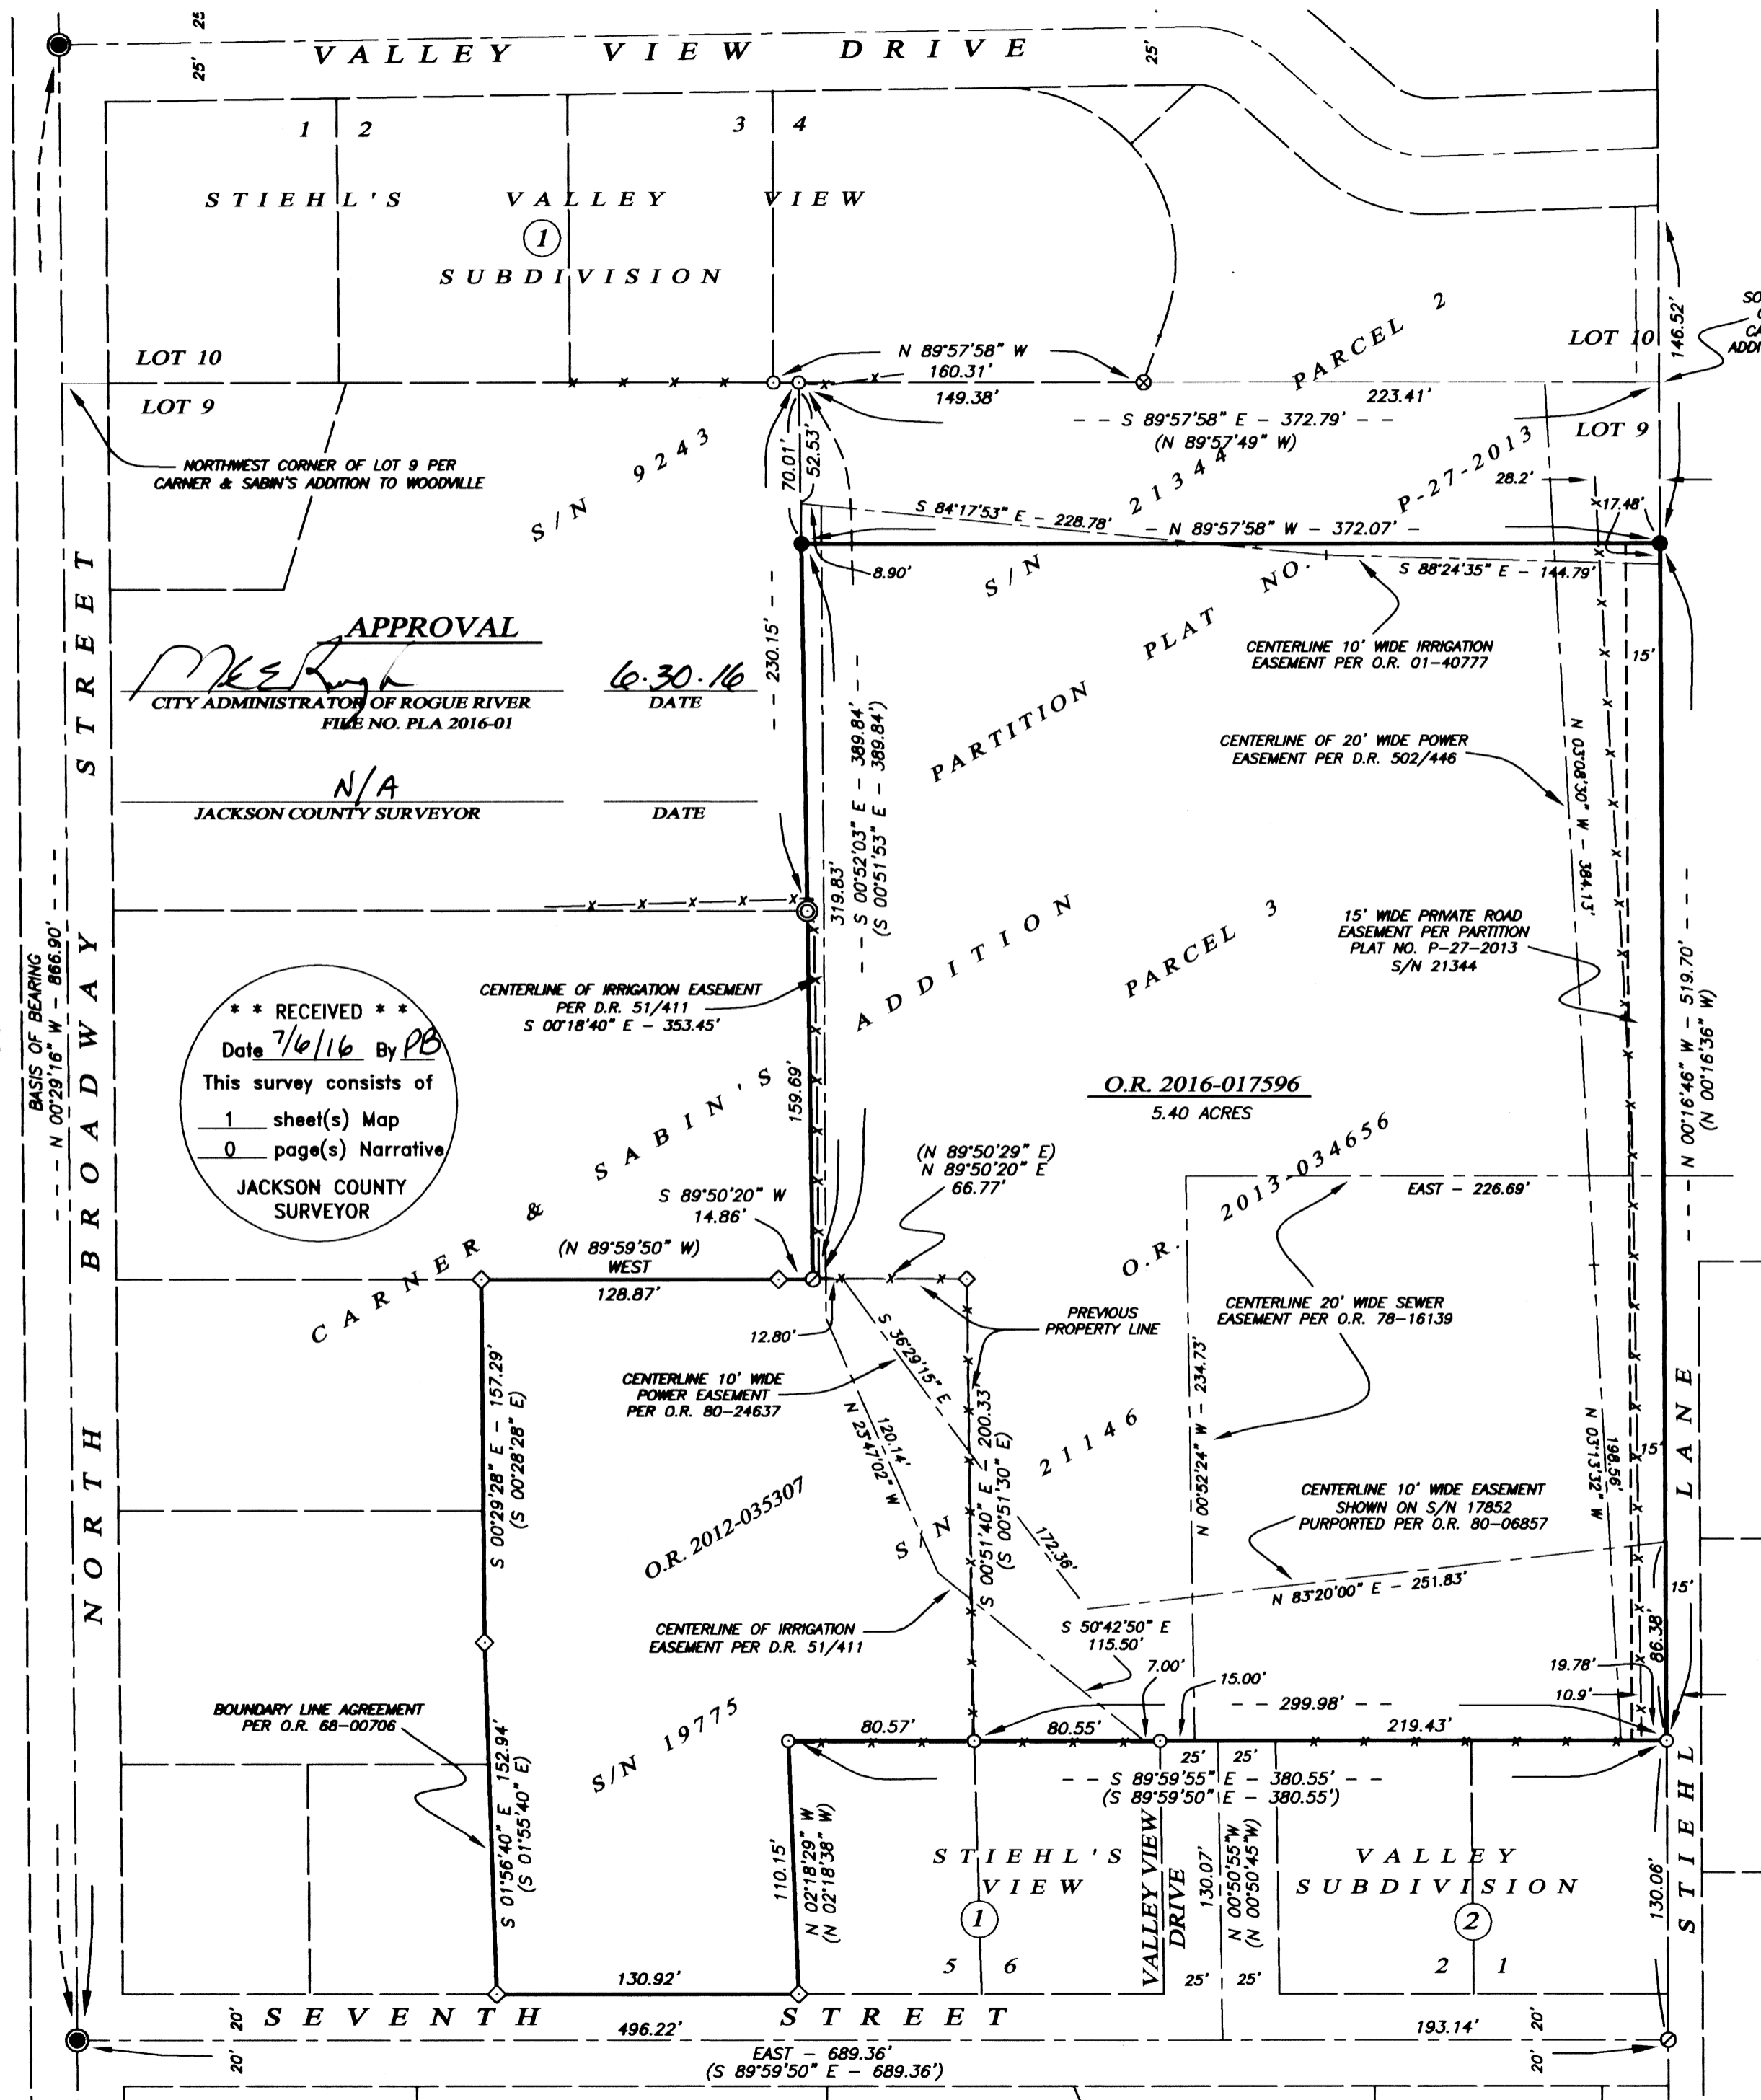 VALLEY VIEW DRIVE
25'
25'
25'
1
2
3
4
STIEHL'S VALLEY VIEW
1
SUBDIVISION
LOT 10
LOT 9
NORTHWEST CORNER OF LOT 9 PER
CARNER & SABIN'S ADDITION TO WOODVILLE
N 89°57'58" W
160.31'
149.38'
PARCEL 2
LOT 10
146.52'
223.41'
- - S 89°57'58" E - 372.79' - -
(N 89°57'49" W)
LOT 9
S/N 9243
70.01'
52.53'
S/N 21344
PARTITION PLAT NO. P-27-2013
28.2'
17.48'
S 84°17'53" E - 228.78'
- N 89°57'58" W - 372.07' -
8.90'
S 88°24'35" E - 144.79'
CENTERLINE 10' WIDE IRRIGATION
EASEMENT PER O.R. 01-40777
15'
APPROVAL
6.30.16
CITY ADMINISTRATOR OF ROGUE RIVER
DATE
FILE NO. PLA 2016-01
N/A
JACKSON COUNTY SURVEYOR
DATE
- - 230.15' - -
319.83'
- - S 00°52'03" E - 389.84' - -
(S 00°51'53" E - 389.84')
CENTERLINE OF 20' WIDE POWER
EASEMENT PER D.R. 502/446
N 03°08'30" W - 384.13'
15' WIDE PRIVATE ROAD
EASEMENT PER PARTITION
PLAT NO. P-27-2013
S/N 21344
PARCEL 3
CARNER & SABIN'S ADDITION
BASIS OF BEARING
- - - N 00°29'16" W - 866.90' - - -
NORTH BROADWAY STREET
* * RECEIVED * *
Date 7/6/16 By PB
This survey consists of
1 sheet(s) Map
0 page(s) Narrative
JACKSON COUNTY
SURVEYOR
CENTERLINE OF IRRIGATION EASEMENT
PER D.R. 51/411
S 00°18'40" E - 353.45'
159.69'
O.R. 2016-017596
5.40 ACRES
- - - N 00°16'46" W - 519.70' - - -
(N 00°16'36" W)
O.R. 2013-034656
EAST - 226.69'
(N 89°50'29" E)
N 89°50'20" E
66.77'
S 89°50'20" W
14.86'
(N 89°59'50" W)
WEST
128.87'
12.80'
PREVIOUS
PROPERTY LINE
CENTERLINE 20' WIDE SEWER
EASEMENT PER O.R. 78-16139
N 00°52'24" W - 234.73'
CENTERLINE 10' WIDE
POWER EASEMENT
PER O.R. 80-24637
S 36°29'15" E
172.36'
120.14'
N 23°47'02" W
S 00°29'28" E - 157.29'
(S 00°28'28" E)
S 00°51'40" E - 200.33'
(S 00°51'30" E)
S/N 21146
O.R. 2012-035307
198.56'
N 03°13'32" W
15'
CENTERLINE 10' WIDE EASEMENT
SHOWN ON S/N 17852
PURPORTED PER O.R. 80-06857
N 83°20'00" E - 251.83'
15'
86.38'
STIEHL LANE
CENTERLINE OF IRRIGATION
EASEMENT PER D.R. 51/411
S 50°42'50" E
115.50'
7.00'
15.00'
19.78'
10.9'
- - 299.98' - -
BOUNDARY LINE AGREEMENT
PER O.R. 68-00706
S/N 19775
80.57'
80.55'
219.43'
25'
25'
- - S 89°59'55" E - 380.55' - -
(S 89°59'50" E - 380.55')
S 01°56'40" E 152.94'
(S 01°55'40" E)
110.15'
N 02°18'29" W
(N 02°18'38" W)
STIEHL'S VALLEY
VIEW SUBDIVISION
VALLEY VIEW
DRIVE
130.07'
N 00°50'55" W
(N 00°50'45" W)
130.06'
1
2
5
6
2
1
25'
25'
130.92'
SEVENTH STREET
20'
20'
496.22'
193.14'
20'
20'
EAST - 689.36'
(S 89°59'50" E - 689.36')